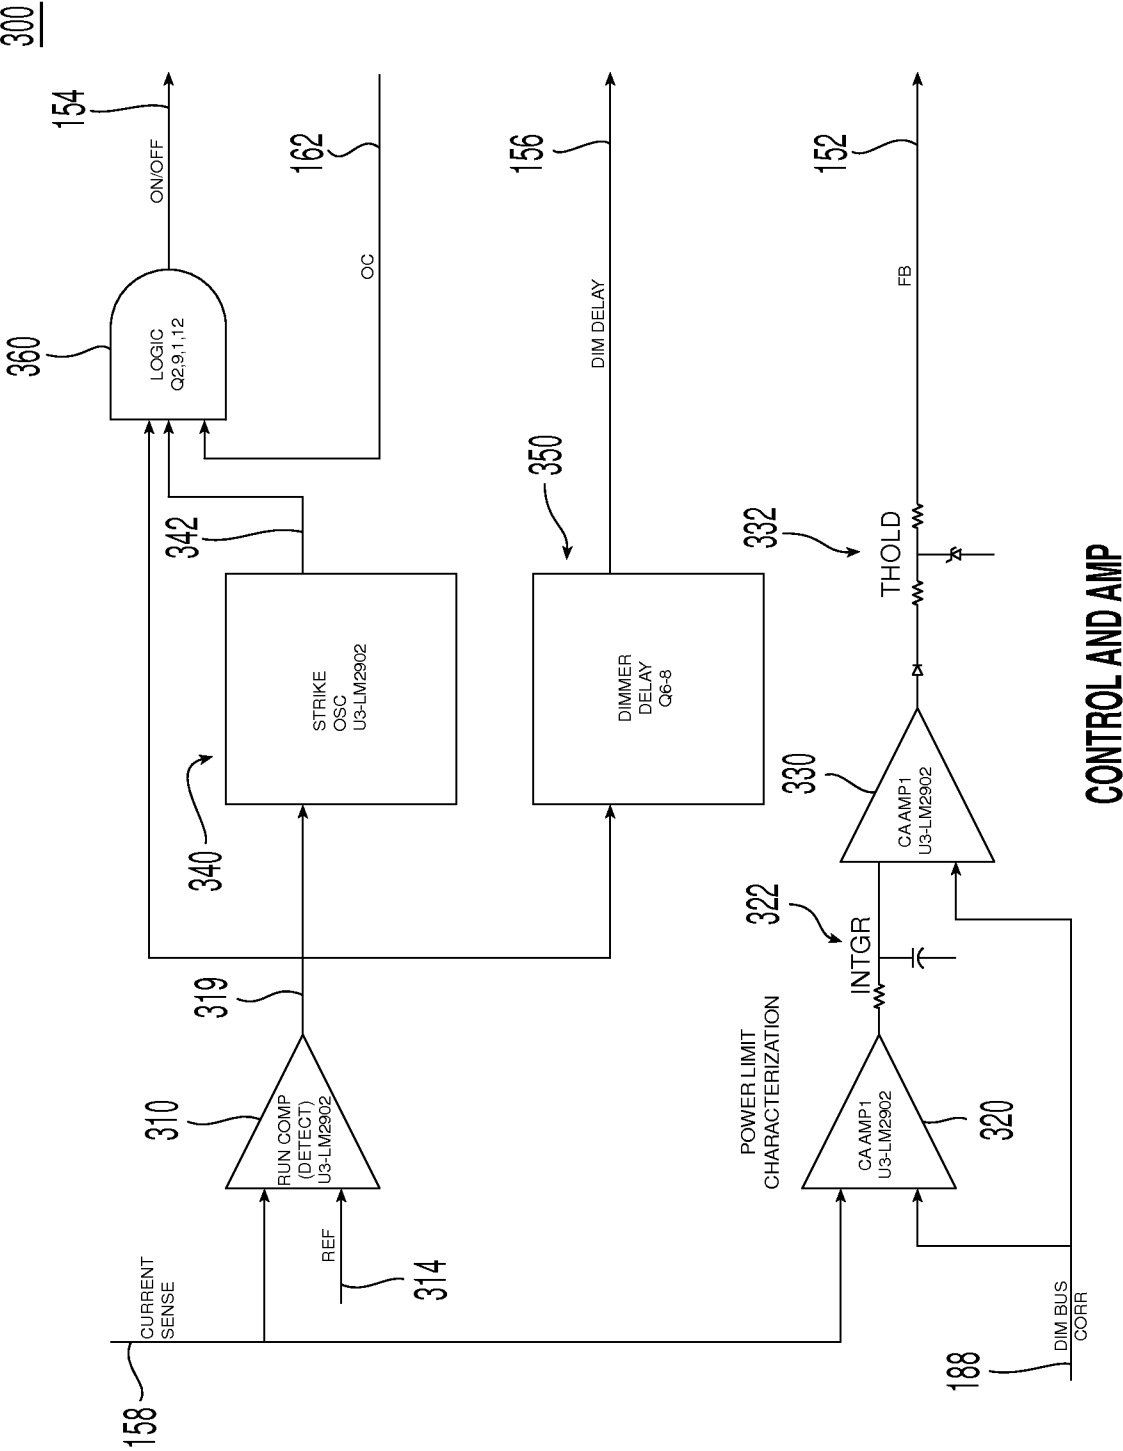 300
158
CURRENT
SENSE
REF
314
310
RUN COMP
(DETECT)
U3-LM2902
319
340
STRIKE
OSC
U3-LM2902
342
360
LOGIC
Q2,9,1,12
ON/OFF
154
OC
162
350
DIMMER
DELAY
Q6-8
DIM DELAY
156
POWER LIMIT
CHARACTERIZATION
CA AMP1
U3-LM2902
320
INTGR
322
330
CA AMP1
U3-LM2902
THOLD
332
FB
152
188
DIM BUS
CORR
CONTROL AND AMP